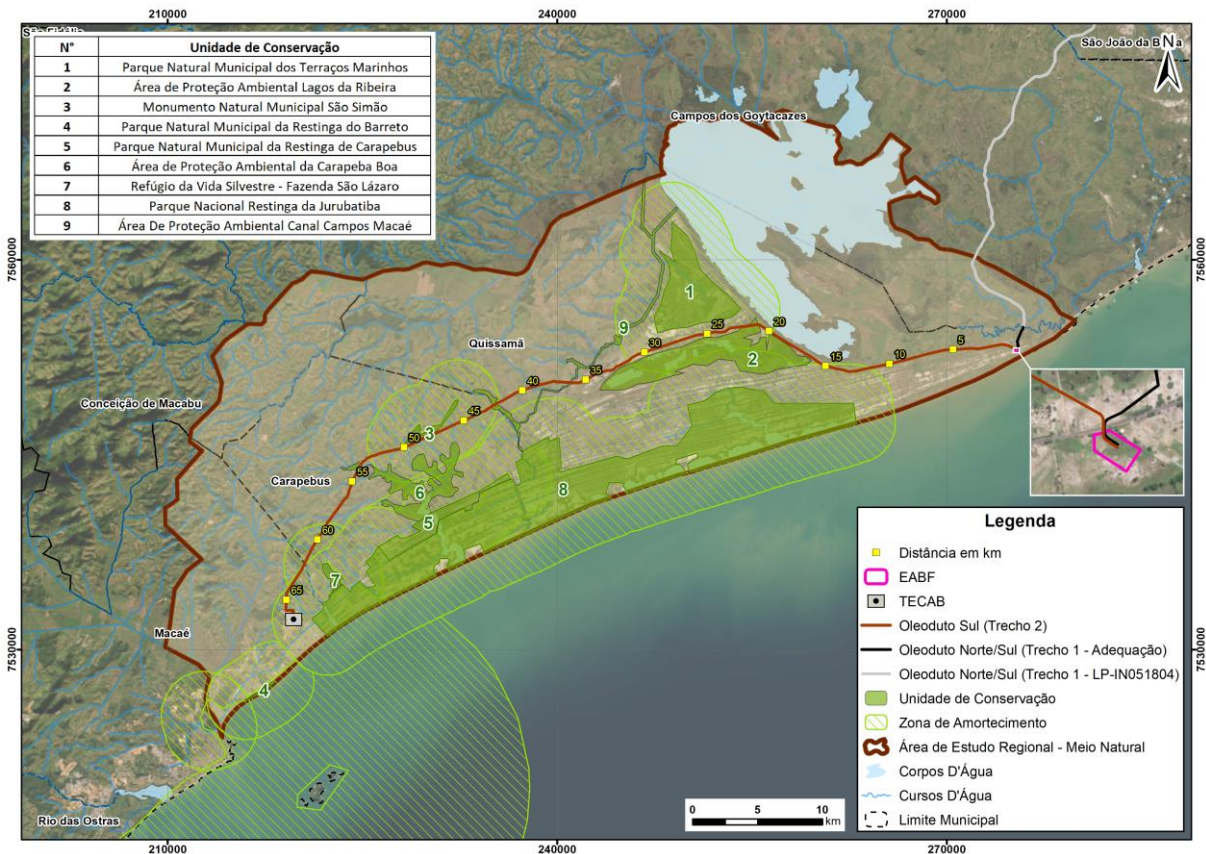 210000
240000
270000
N°
Unidade de Conservação
1
Parque Natural Municipal dos Terraços Marinhos
2
Área de Proteção Ambiental Lagos da Ribeira
3
Monumento Natural Municipal São Simão
4
Parque Natural Municipal da Restinga do Barreto
5
Parque Natural Municipal da Restinga de Carapebus
6
Área de Proteção Ambiental da Carapeba Boa
7
Refúgio da Vida Silvestre - Fazenda São Lázaro
8
Parque Nacional Restinga da Jurubatiba
9
Área De Proteção Ambiental Canal Campos Macaé
São João da
N
Campos dos Goytacazes
7560000
7560000
1
9
2
Quissamã
30
25
20
15
10
5
35
40
45
50
3
Conceição de Macabu
Carapebus
55
6
5
8
60
7
65
Macaé
4
7530000
7530000
Rio das Ostras
0
5
10
km
Legenda
Distância em km
EABF
TECAB
Oleoduto Sul (Trecho 2)
Oleoduto Norte/Sul (Trecho 1 - Adequação)
Oleoduto Norte/Sul (Trecho 1 - LP-IN051804)
Unidade de Conservação
Zona de Amortecimento
Área de Estudo Regional - Meio Natural
Corpos D'Água
Cursos D'Água
Limite Municipal
210000
240000
270000